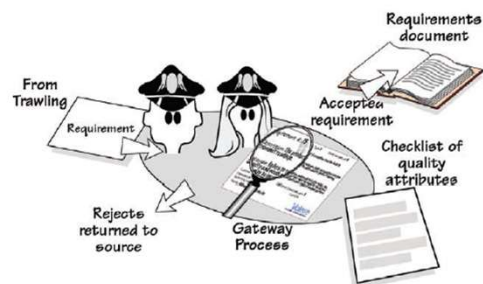 Requirements
document
From
Trawling
Requirement
Accepted
requirement
Checklist of
quality
attributes
Rejects
returned to
source
Gateway
Process